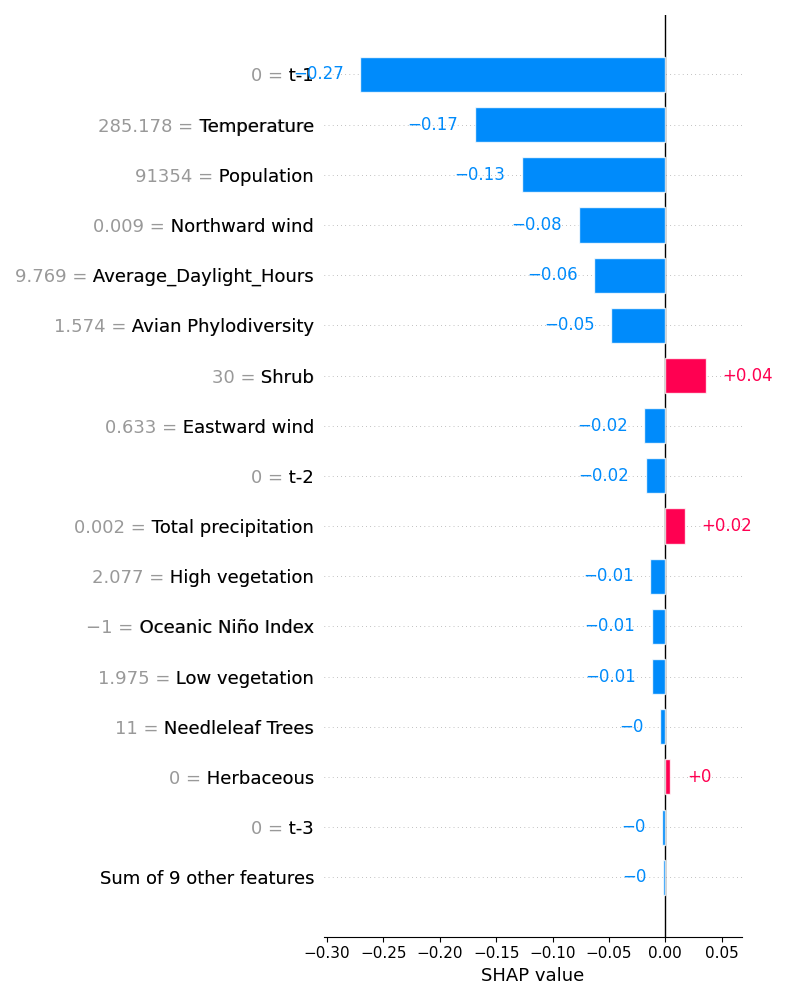 0 = t-1 −0.27
285.178 = Temperature −0.17
91354 = Population −0.13
0.009 = Northward wind −0.08
9.769 = Average_Daylight_Hours −0.06
1.574 = Avian Phylodiversity −0.05
30 = Shrub +0.04
0.633 = Eastward wind −0.02
0 = t-2 −0.02
0.002 = Total precipitation +0.02
2.077 = High vegetation −0.01
−1 = Oceanic Niño Index −0.01
1.975 = Low vegetation −0.01
11 = Needleleaf Trees −0
0 = Herbaceous +0
0 = t-3 −0
Sum of 9 other features −0
−0.30 −0.25 −0.20 −0.15 −0.10 −0.05 0.00 0.05
SHAP value